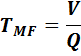 T_MF = V/Q